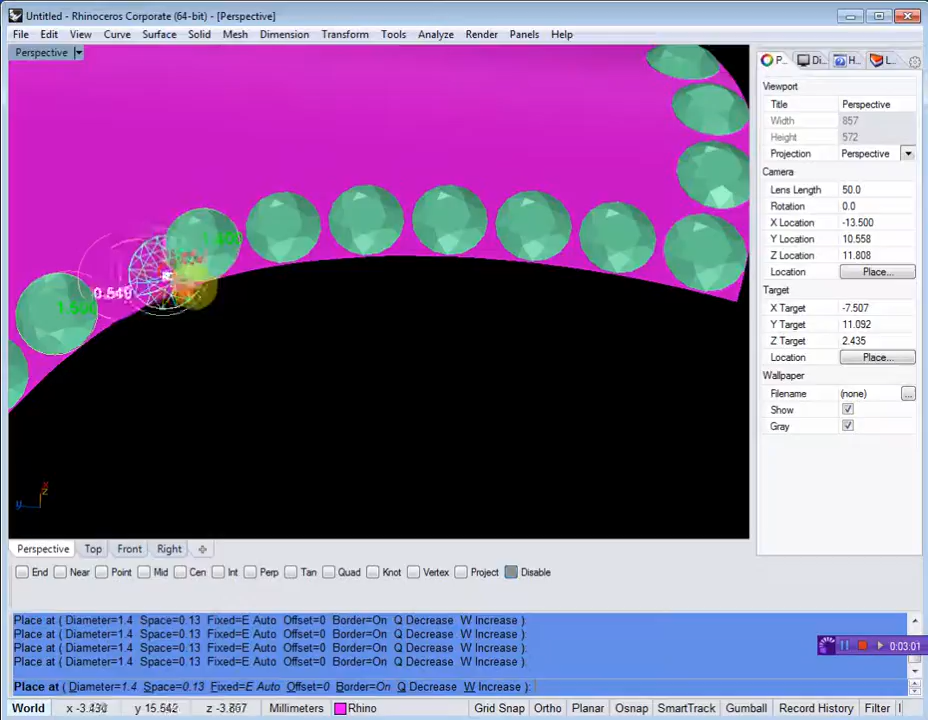 Untitled - Rhinoceros Corporate (64-bit) - [Perspective]
File Edit View Curve Surface Solid Mesh Dimension Transform Tools Analyze Render Panels Help
Perspective
P... Di... H... L...
Viewport
Title Perspective
Width 857
Height 572
Projection Perspective
Camera
Lens Length 50.0
Rotation 0.0
X Location -13.500
Y Location 10.558
Z Location 11.808
Location Place...
Target
X Target -7.507
Y Target 11.092
Z Target 2.435
Location Place...
Wallpaper
Filename (none) ...
Show
Gray
0.540
x
z
y
Perspective Top Front Right
End Near Point Mid Cen Int Perp Tan Quad Knot Vertex Project Disable
Place at ( Diameter=1.4 Space=0.13 Fixed=E Auto Offset=0 Border=On Q Decrease W Increase ):
Place at ( Diameter=1.4 Space=0.13 Fixed=E Auto Offset=0 Border=On Q Decrease W Increase ):
Place at ( Diameter=1.4 Space=0.13 Fixed=E Auto Offset=0 Border=On Q Decrease W Increase ):
Place at ( Diameter=1.4 Space=0.13 Fixed=E Auto Offset=0 Border=On Q Decrease W Increase ):
0:03:01
Place at ( Diameter=1.4 Space=0.13 Fixed=E Auto Offset=0 Border=On Q Decrease W Increase ):
World x -3.430 y 15.542 z -3.807 Millimeters Rhino Grid Snap Ortho Planar Osnap SmartTrack Gumball Record History Filter